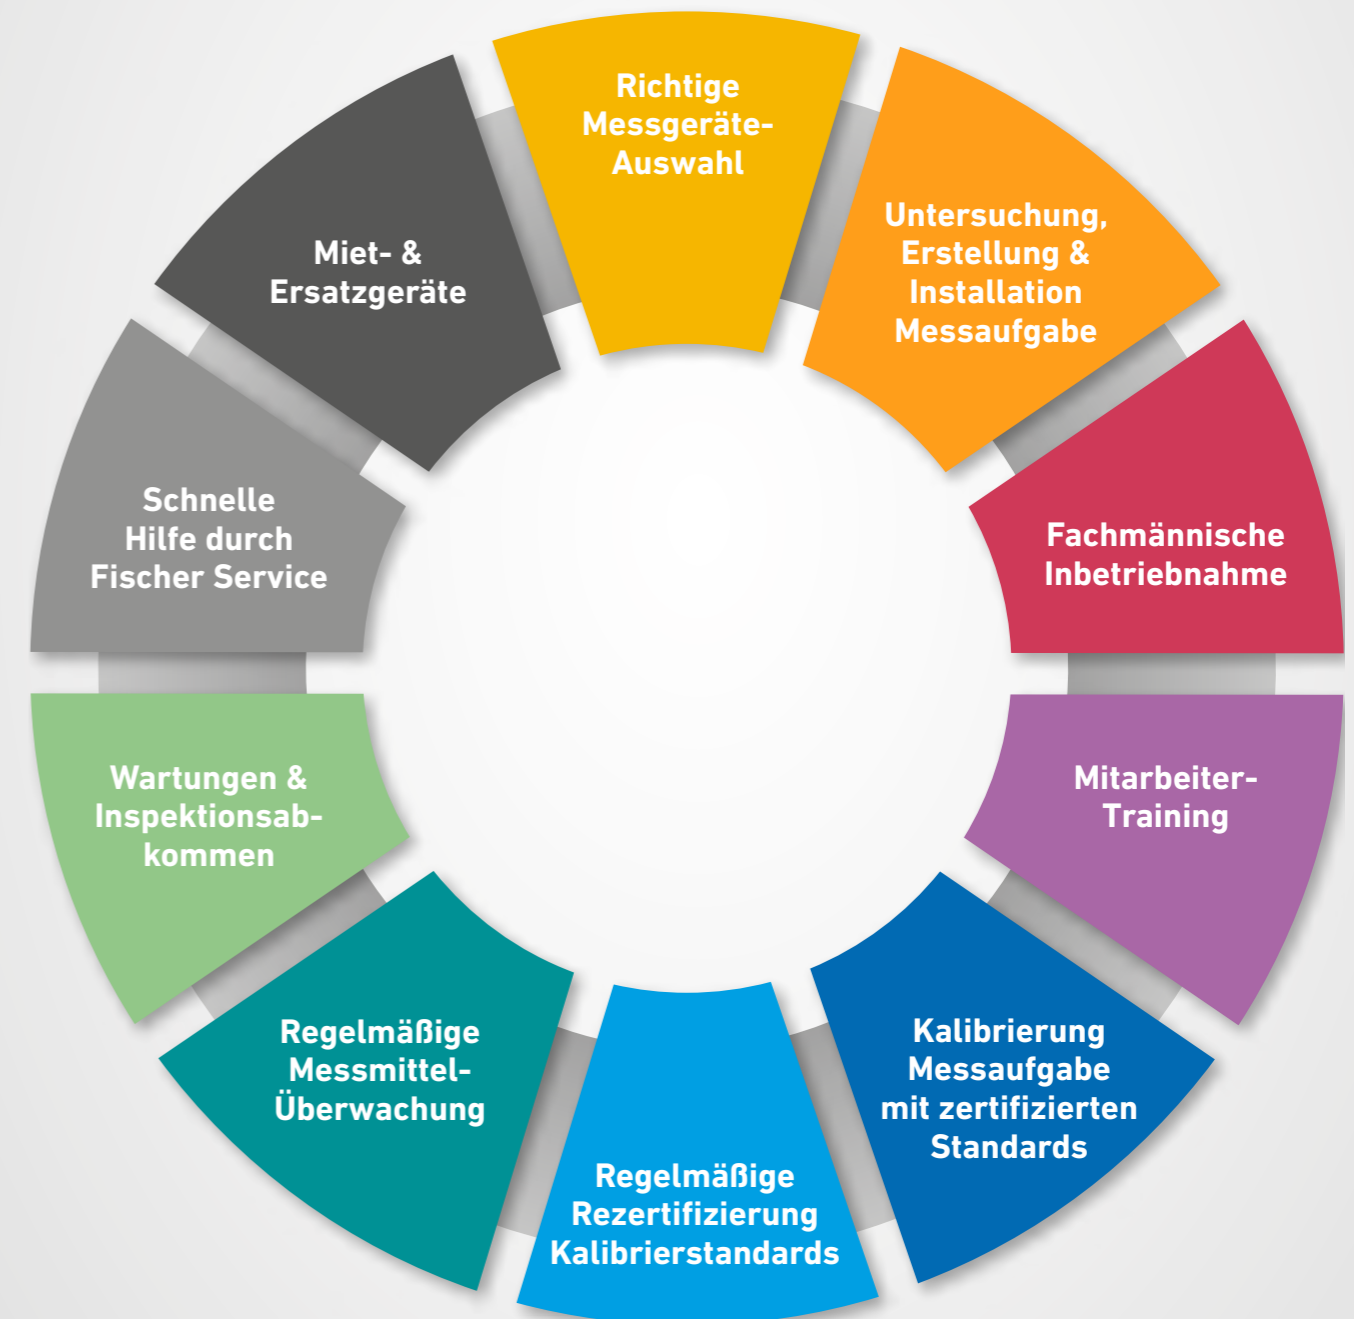 Richtige
Messgeräte-
Auswahl
Untersuchung,
Erstellung &
Installation
Messaufgabe
Fachmännische
Inbetriebnahme
Mitarbeiter-
Training
Kalibrierung
Messaufgabe
mit zertifizierten
Standards
Regelmäßige
Rezertifizierung
Kalibrierstandards
Regelmäßige
Messmittel-
Überwachung
Wartungen &
Inspektionsab-
kommen
Schnelle
Hilfe durch
Fischer Service
Miet- &
Ersatzgeräte